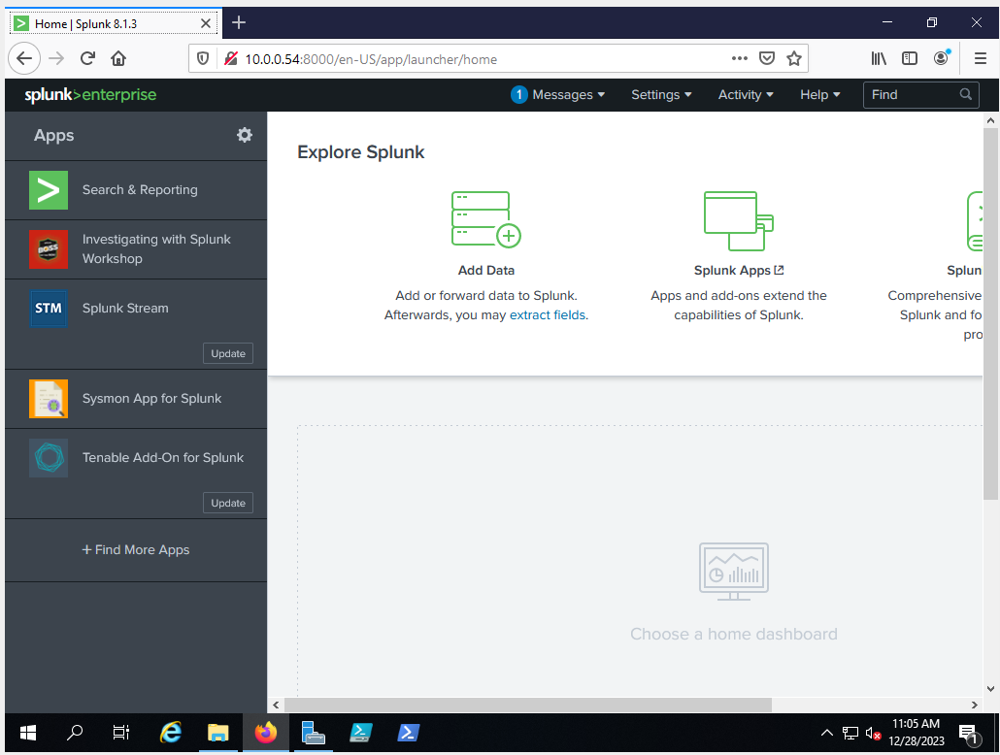 Home | Splunk 8.1.3
10.0.0.54:8000/en-US/app/launcher/home
splunk>enterprise
1 Messages
Settings
Activity
Help
Find
Apps
Search & Reporting
BOSS
Investigating with Splunk
Workshop
STM
Splunk Stream
Update
Sysmon App for Splunk
Tenable Add-On for Splunk
Update
+ Find More Apps
Explore Splunk
Add Data
Add or forward data to Splunk.
Afterwards, you may extract fields.
Splunk Apps
Apps and add-ons extend the
capabilities of Splunk.
Splun
Comprehensive
Splunk and fo
pro
Choose a home dashboard
11:05 AM
12/28/2023
1